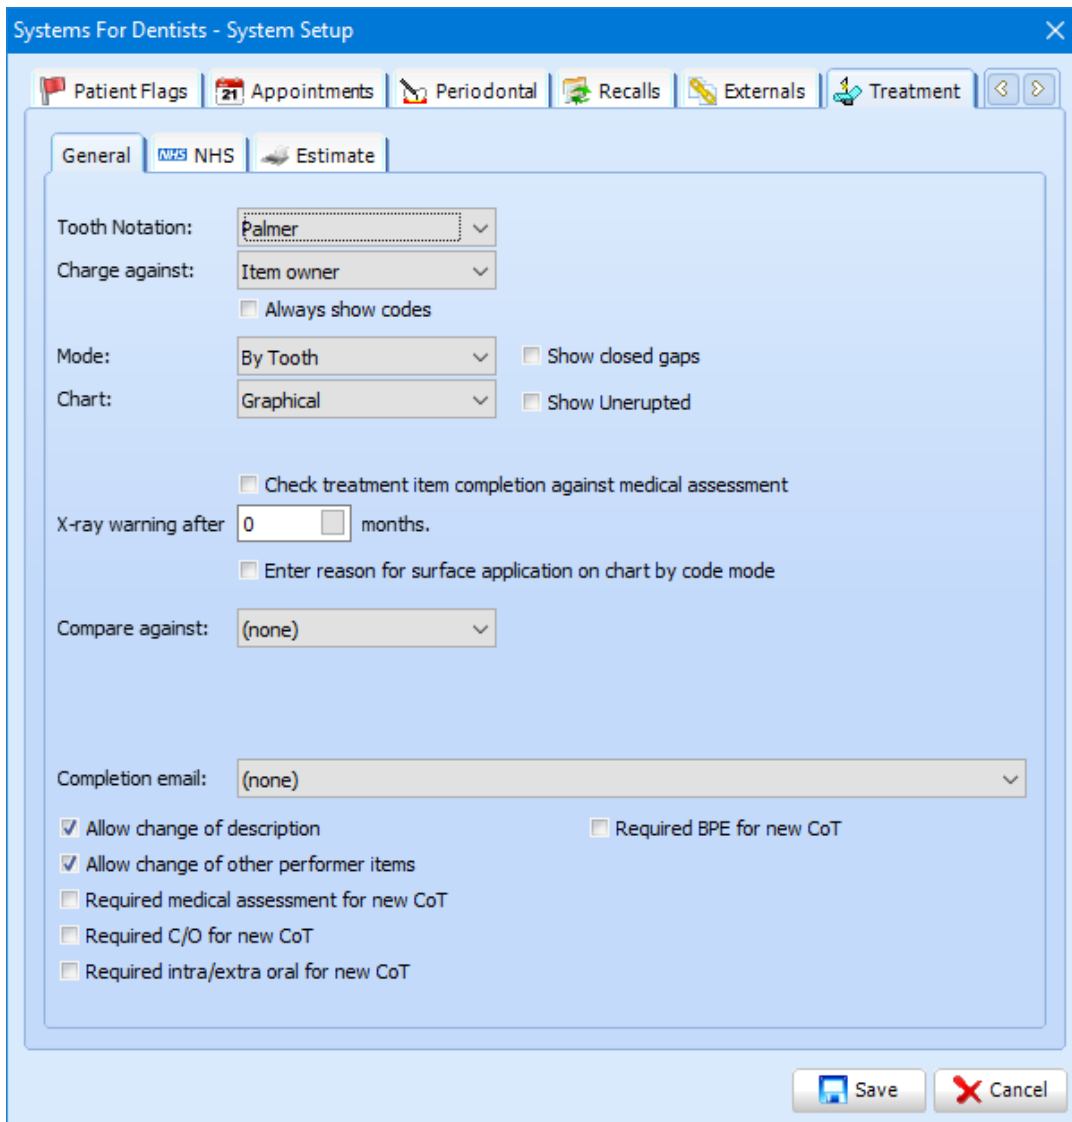 Systems For Dentists - System Setup
Patient Flags 21 Appointments Periodontal Recalls Externals Treatment
General NHS NHS Estimate
Tooth Notation: Palmer
Charge against: Item owner
Always show codes
Mode: By Tooth Show closed gaps
Chart: Graphical Show Unerupted
Check treatment item completion against medical assessment
X-ray warning after 0 months.
Enter reason for surface application on chart by code mode
Compare against: (none)
Completion email: (none)
Allow change of description Required BPE for new CoT
Allow change of other performer items
Required medical assessment for new CoT
Required C/O for new CoT
Required intra/extra oral for new CoT
Save Cancel